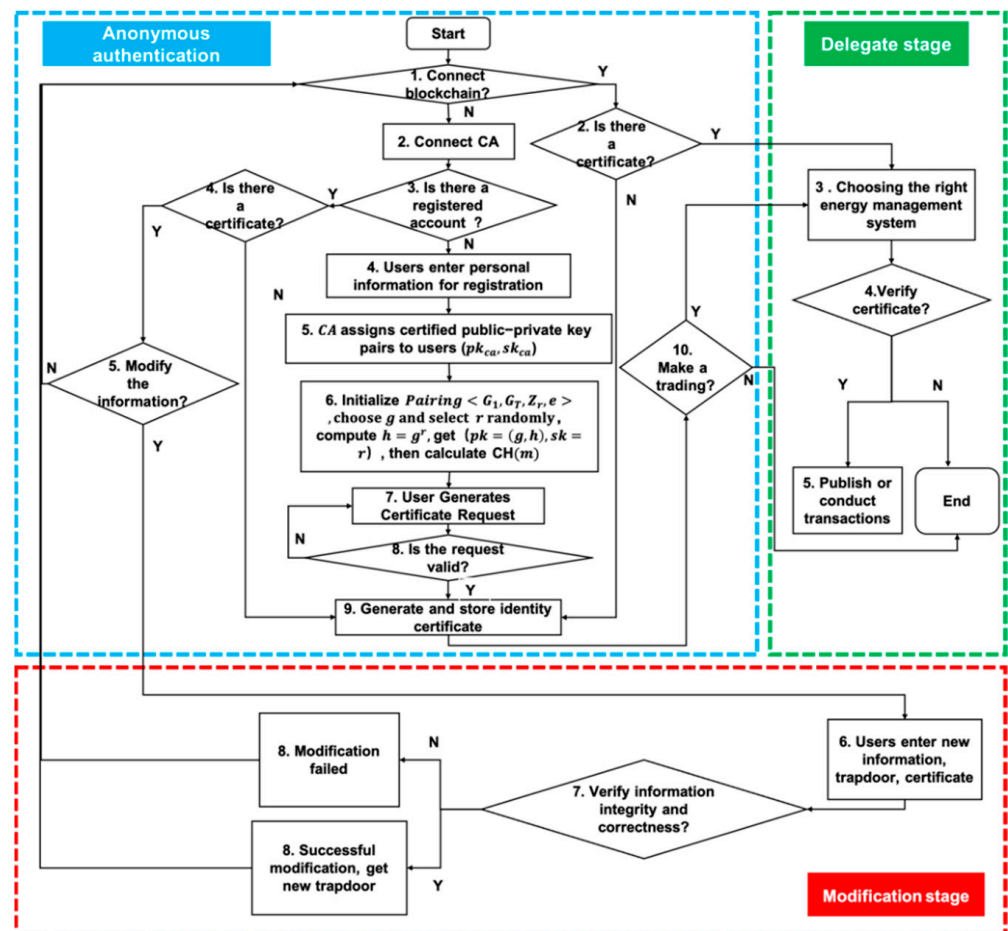 Anonymous
authentication
Start
Delegate stage
1. Connect
blockchain?
Y
N
2. Connect CA
2. Is there
a
certificate?
Y
N
4. Is there
a
certificate?
Y
3. Is there a
registered
account ?
3 . Choosing the right
energy management
system
Y
N
N
4. Users enter personal
information for registration
4.Verify
certificate?
Y
N
5. CA assigns certified public−private key
pairs to users (pk_ca, sk_ca)
N
5. Modify
the
information?
10.
Make a
trading?
N
Y
6. Initialize Pairing < G_1, G_T, Z_r, e >
, choose g and select r randomly,
compute h = g^r, get (pk = (g, h), sk =
r) , then calculate CH(m)
Y
7. User Generates
Certificate Request
5. Publish or
conduct
transactions
End
N
8. Is the request
valid?
Y
9. Generate and store identity
certificate
8. Modification
failed
N
6. Users enter new
information,
trapdoor, certificate
7. Verify information
integrity and
correctness?
8. Successful
modification, get
new trapdoor
Y
Modification stage